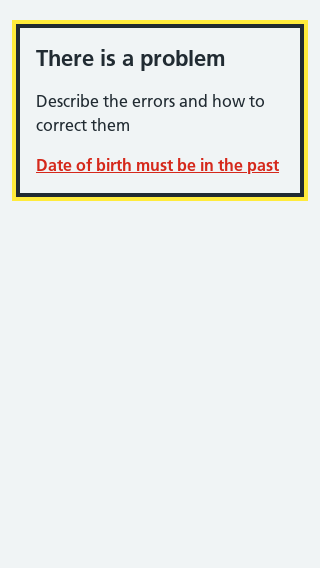 There is a problem
Describe the errors and how to
correct them
Date of birth must be in the past